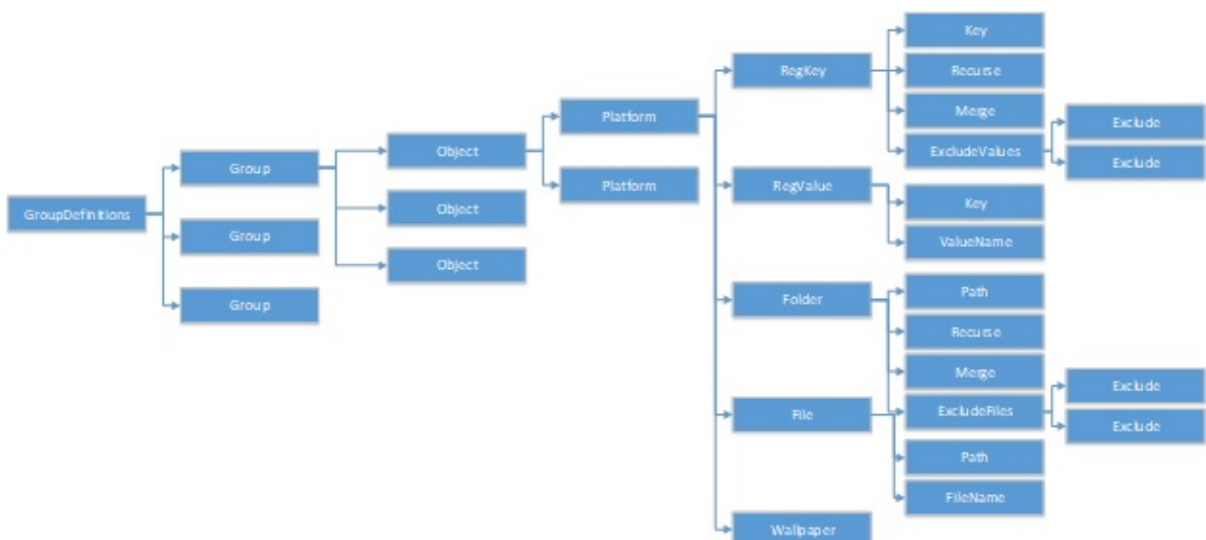 GroupDefinitions
Group
Group
Group
Object
Object
Object
Platform
Platform
RegKey
RegValue
Folder
File
Wallpaper
Key
Recurse
Merge
ExcludeValues
Key
ValueName
Path
Recurse
Merge
ExcludeFiles
Path
FileName
Exclude
Exclude
Exclude
Exclude